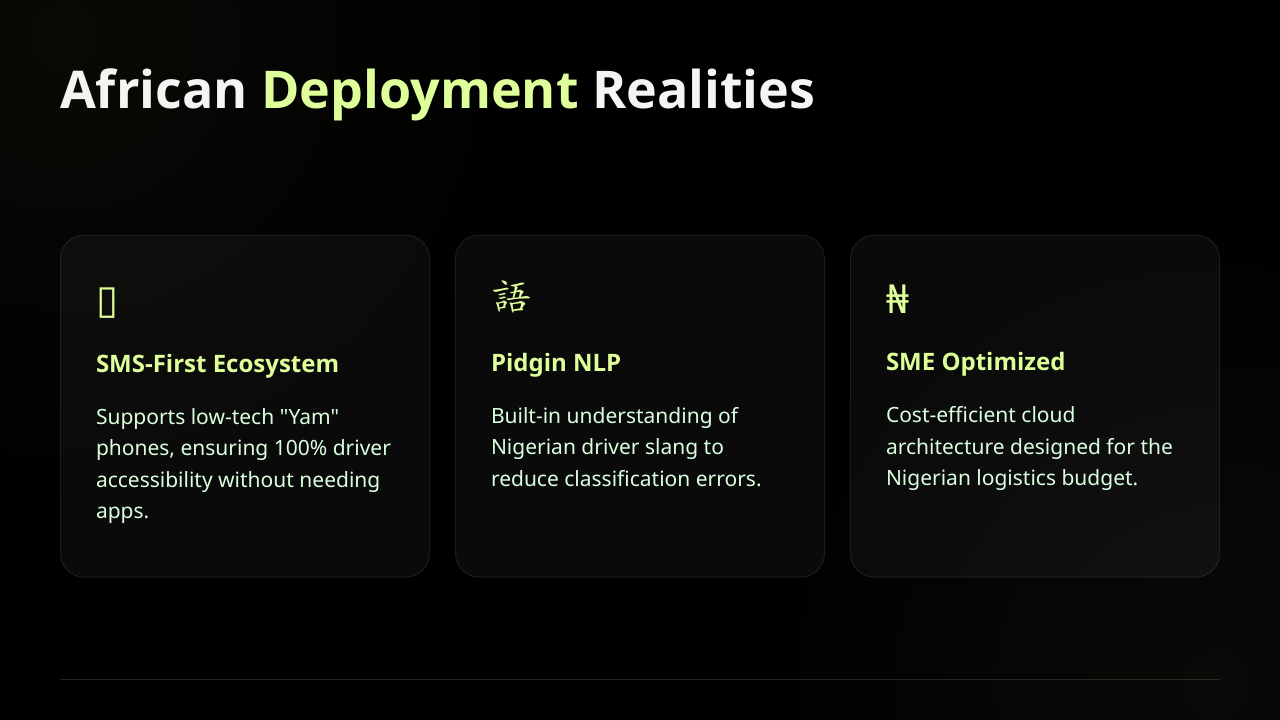 African Deployment Realities
SMS-First Ecosystem
Supports low-tech "Yam"
phones, ensuring 100% driver
accessibility without needing
apps.
語
Pidgin NLP
Built-in understanding of
Nigerian driver slang to
reduce classification errors.
₦
SME Optimized
Cost-efficient cloud
architecture designed for the
Nigerian logistics budget.